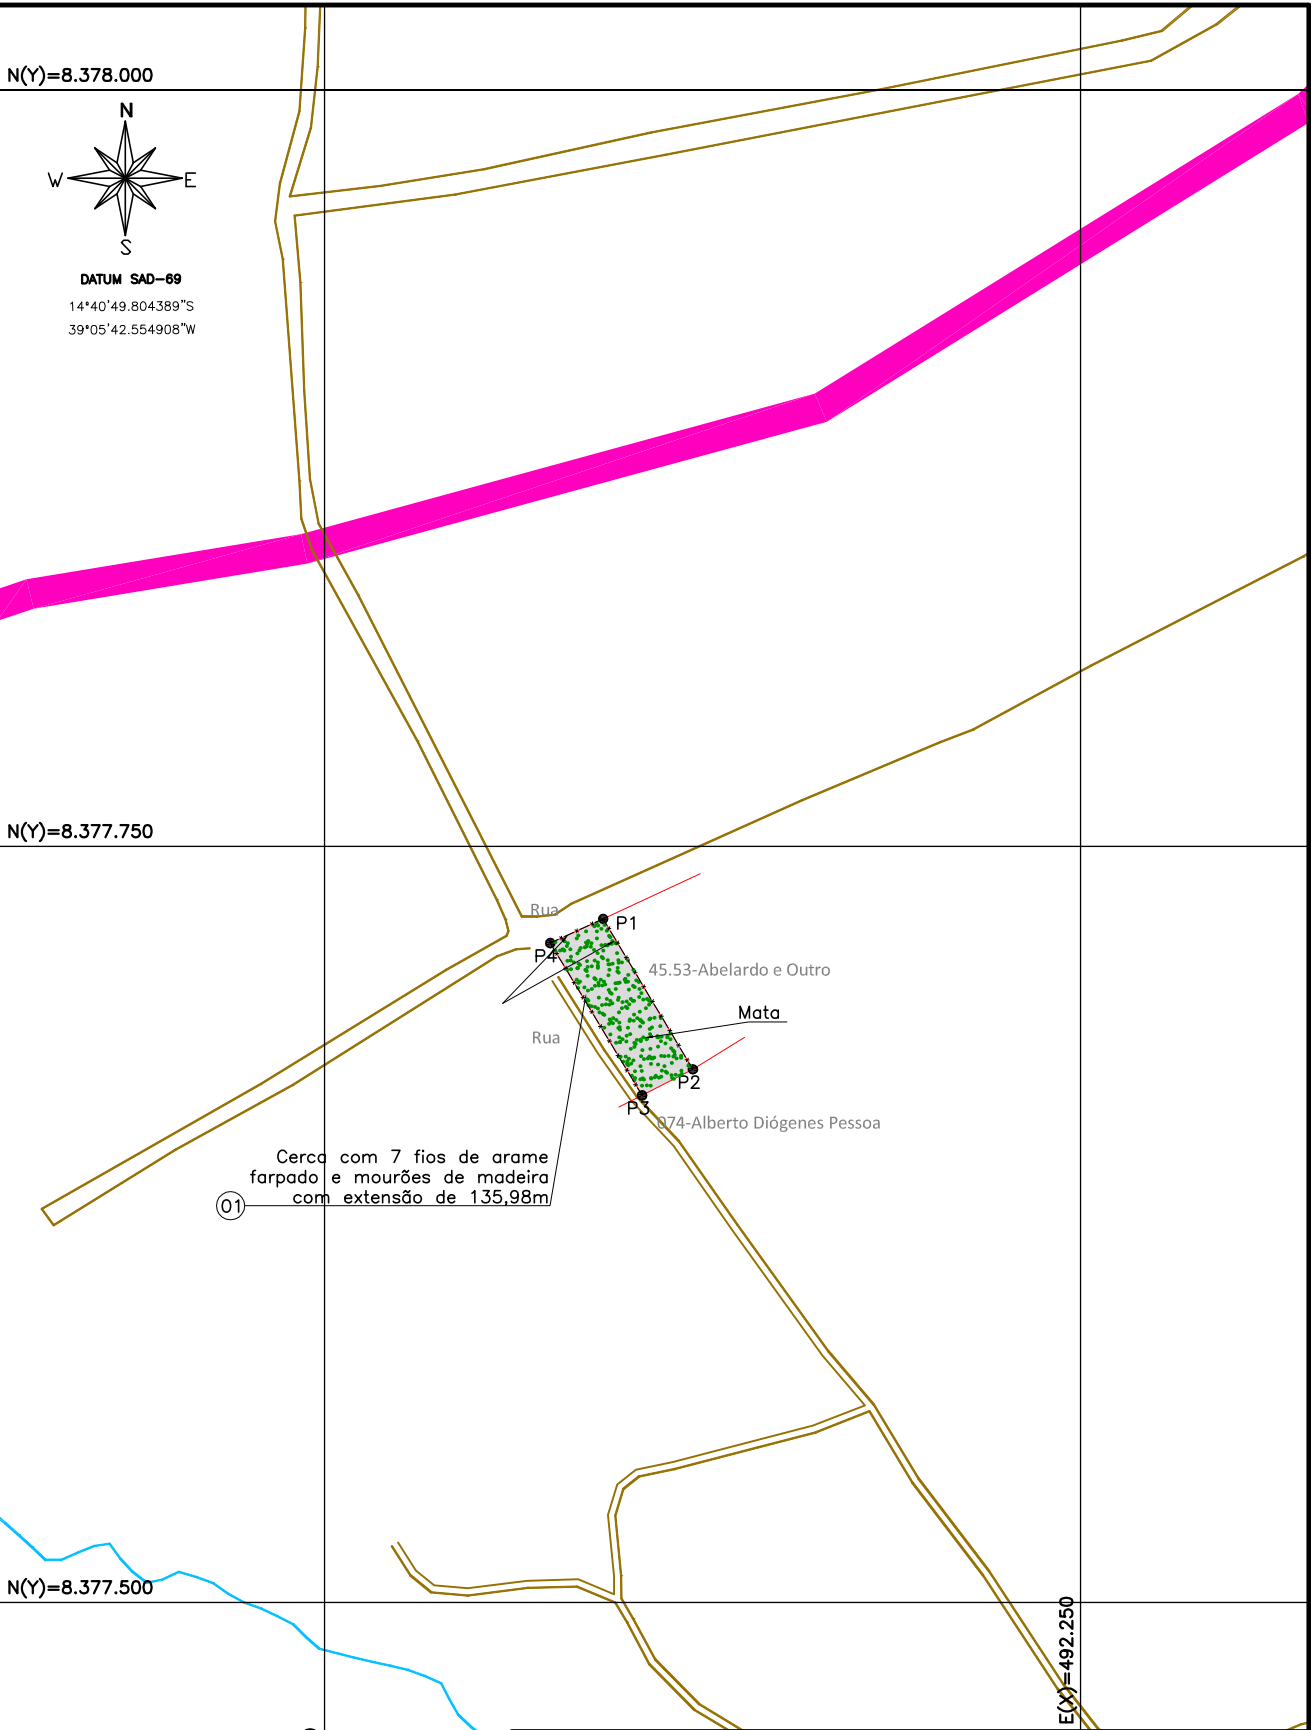 N(Y)=8.378.000
N
W
E
S
DATUM SAD-69
14°40'49.804389"S
39°05'42.554908"W
N(Y)=8.377.750
Rua
P1
P4
45.53-Abelardo e Outro
Mata
Rua
P2
P3
074-Alberto Diógenes Pessoa
Cerca com 7 fios de arame
farpado e mourões de madeira
com extensão de 135,98m
01
N(Y)=8.377.500
E(X)=492.250